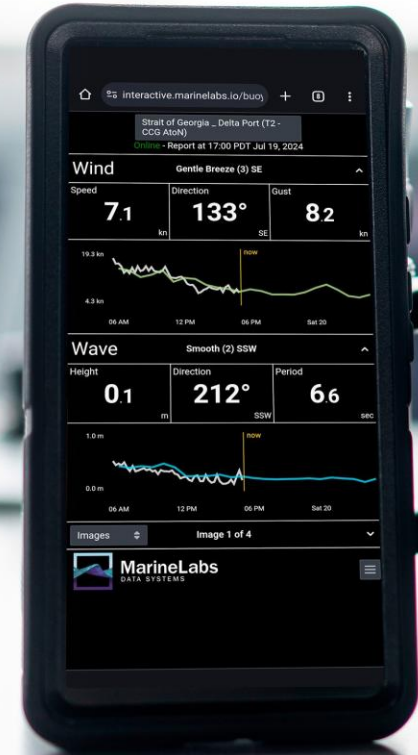 interactive.marinelabs.io/buoy
8
Strait of Georgia _ Delta Port (T2 -
CCG AtoN)
Online - Report at 17:00 PDT Jul 19, 2024
Wind Gentle Breeze (3) SE
Speed Direction Gust
7.1 133° 8.2
kn SE kn
19.3 kn now
4.3 kn
06 AM 12 PM 06 PM Sat 20
Wave Smooth (2) SSW
Height Direction Period
0.1 212° 6.6
m SSW sec
1.0 m now
0.0 m
06 AM 12 PM 06 PM Sat 20
Images Image 1 of 4
MarineLabs
DATA SYSTEMS